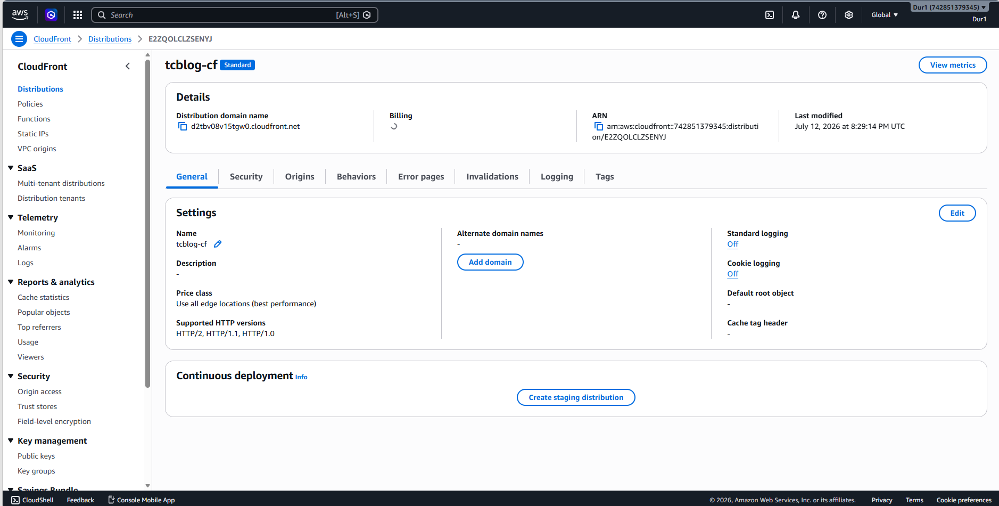 aws
Search
[Alt+S]
Global
Dur1 (742851379345)
Dur1
CloudFront
Distributions
E2ZQOLCLZSENYJ
CloudFront
Distributions
Policies
Functions
Static IPs
VPC origins
SaaS
Multi-tenant distributions
Distribution tenants
Telemetry
Monitoring
Alarms
Logs
Reports & analytics
Cache statistics
Popular objects
Top referrers
Usage
Viewers
Security
Origin access
Trust stores
Field-level encryption
Key management
Public keys
Key groups
Savings Bundle
tcblog-cf
Standard
View metrics
Details
Distribution domain name
d2tbv08v15tgw0.cloudfront.net
Billing
ARN
arn:aws:cloudfront::742851379345:distributi
on/E2ZQOLCLZSENYJ
Last modified
July 12, 2026 at 8:29:14 PM UTC
General
Security
Origins
Behaviors
Error pages
Invalidations
Logging
Tags
Settings
Edit
Name
tcblog-cf
Description
-
Price class
Use all edge locations (best performance)
Supported HTTP versions
HTTP/2, HTTP/1.1, HTTP/1.0
Alternate domain names
-
Add domain
Standard logging
Off
Cookie logging
Off
Default root object
-
Cache tag header
-
Continuous deployment Info
Create staging distribution
CloudShell
Feedback
Console Mobile App
© 2026, Amazon Web Services, Inc. or its affiliates.
Privacy
Terms
Cookie preferences